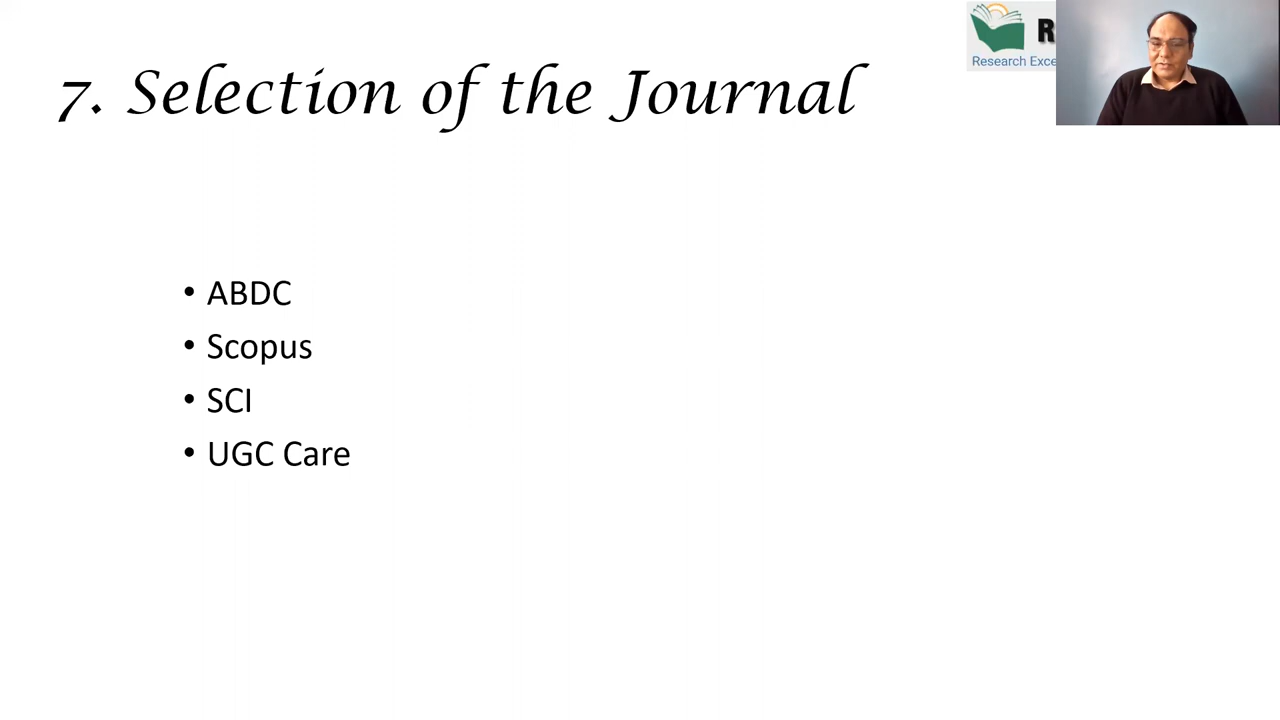 7. Selection of the Journal
R
Research Exce
• ABDC
• Scopus
• SCI
• UGC Care